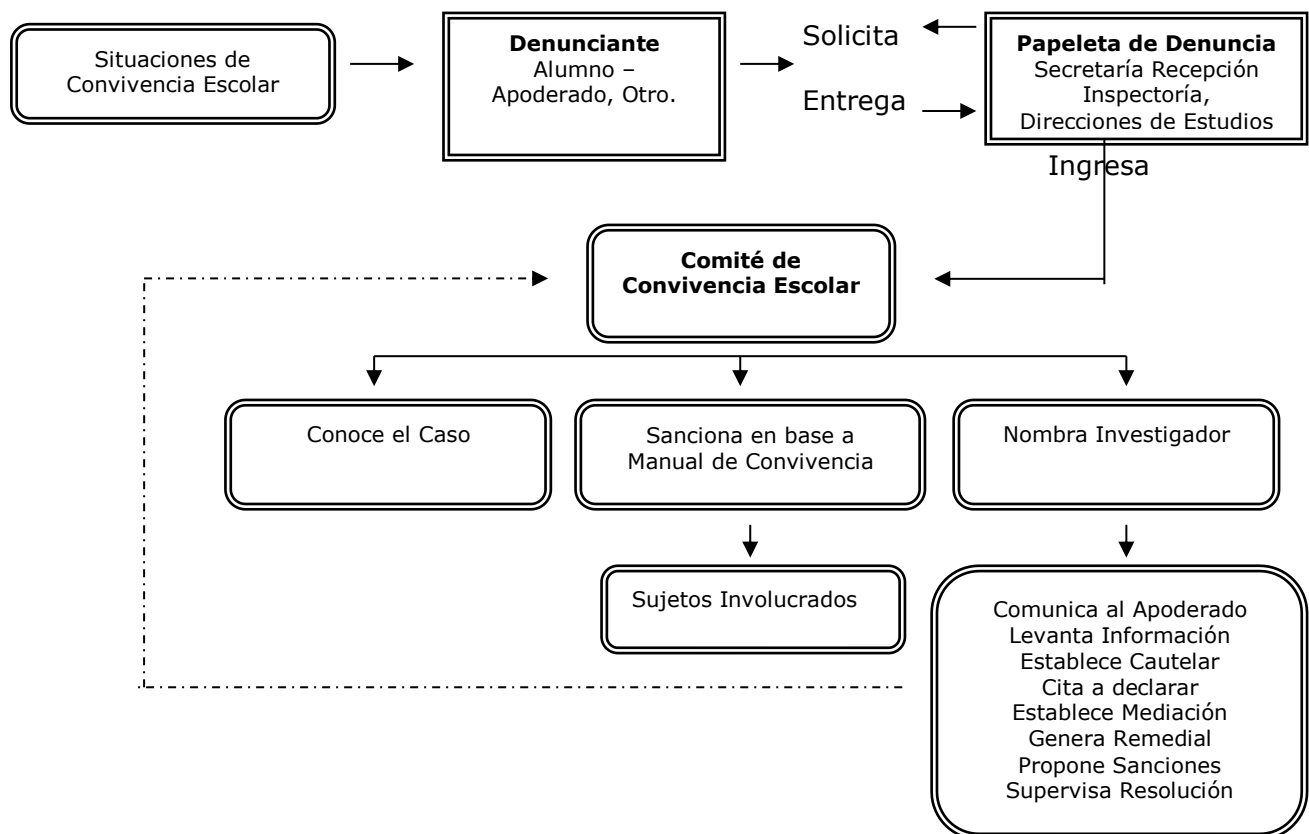 Situaciones de
Convivencia Escolar
Denunciante
Alumno –
Apoderado, Otro.
Solicita
Entrega
Papeleta de Denuncia
Secretaría Recepción
Inspectoría,
Direcciones de Estudios
Ingresa
Comité de
Convivencia Escolar
Conoce el Caso
Sanciona en base a
Manual de Convivencia
Nombra Investigador
Sujetos Involucrados
Comunica al Apoderado
Levanta Información
Establece Cautelar
Cita a declarar
Establece Mediación
Genera Remedial
Propone Sanciones
Supervisa Resolución